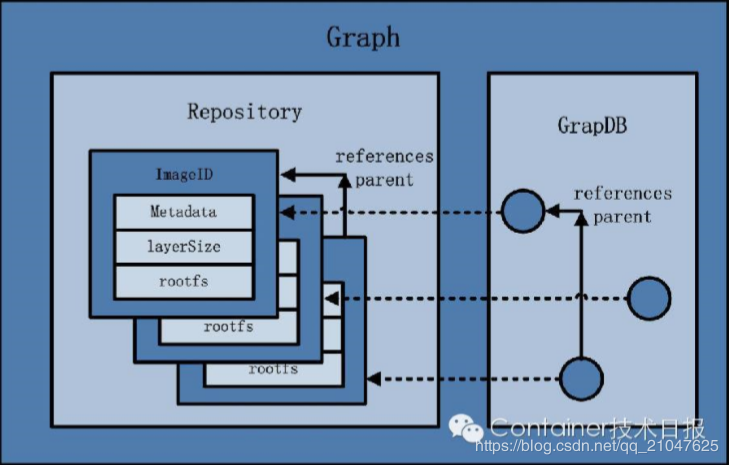 Graph
Repository
GrapDB
references
parent
ImageID
Metadata
layerSize
rootfs
rootfs
rootfs
references
parent
Container技术日报
https://blog.csdn.net/qq_21047625